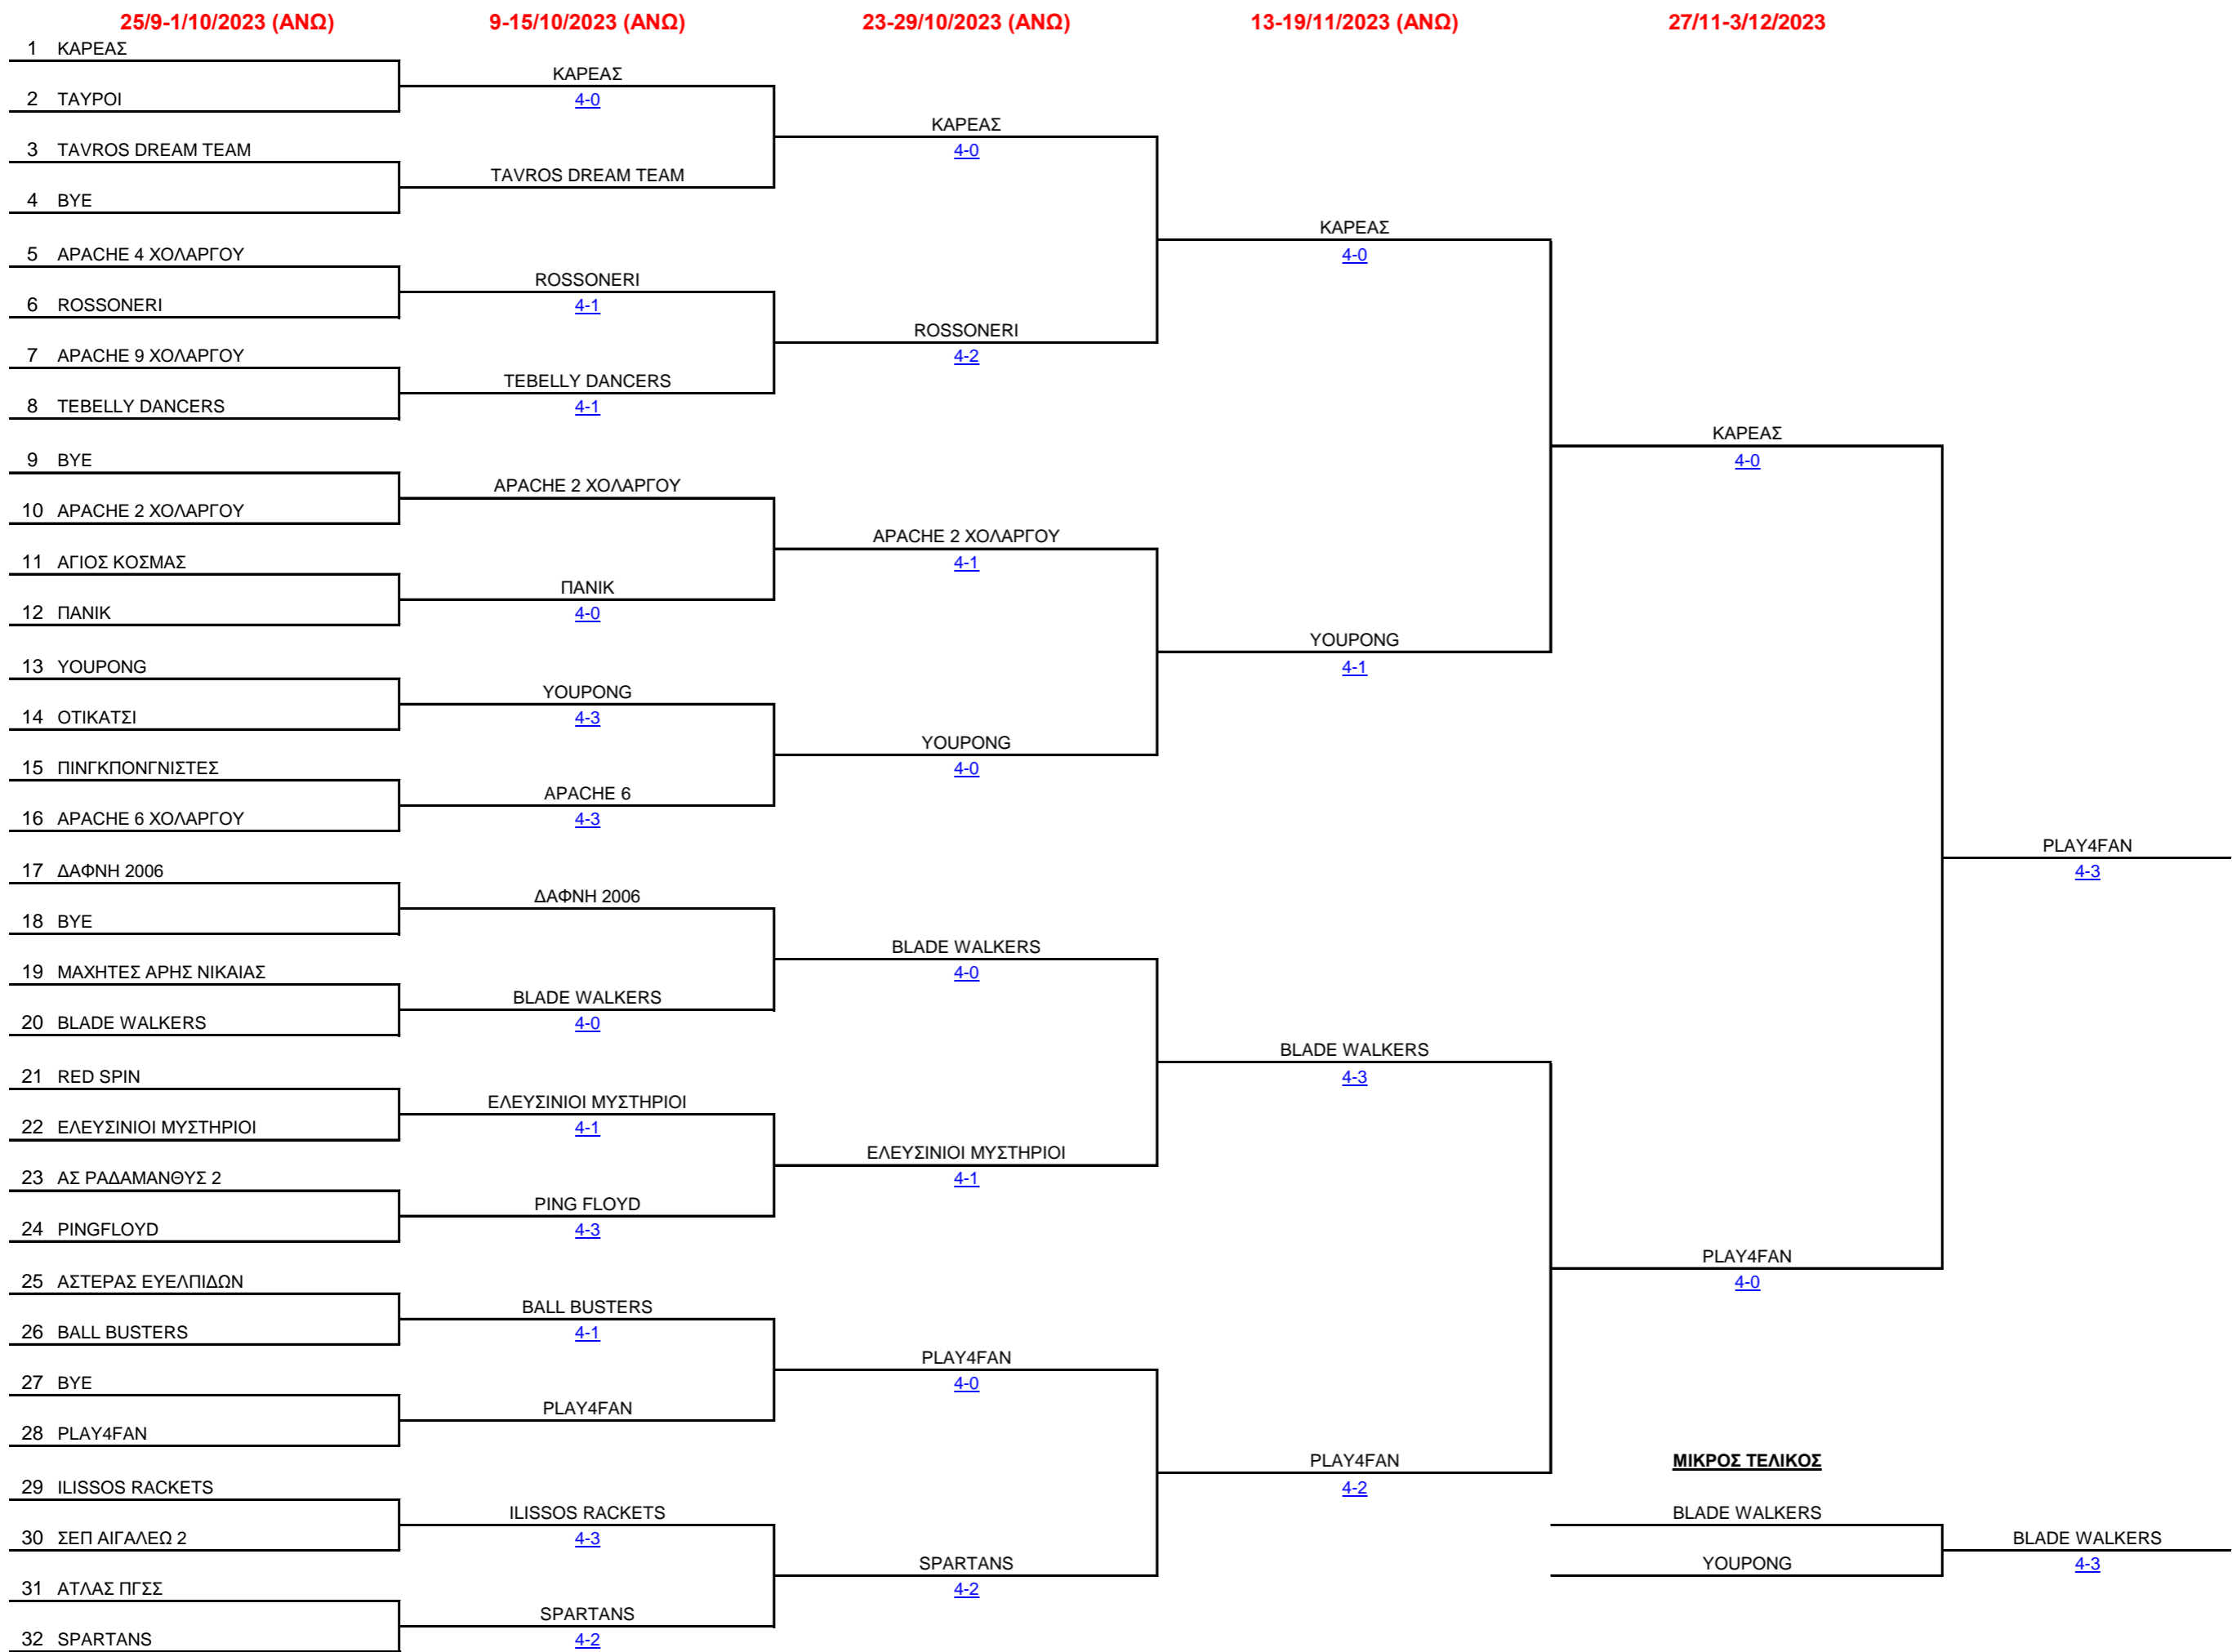 25/9-1/10/2023 (ΑΝΩ) 9-15/10/2023 (ΑΝΩ) 23-29/10/2023 (ΑΝΩ) 13-19/11/2023 (ΑΝΩ) 27/11-3/12/2023
1 ΚΑΡΕΑΣ
ΚΑΡΕΑΣ
2 ΤΑΥΡΟΙ
4-0
ΚΑΡΕΑΣ
3 TAVROS DREAM TEAM
4-0
TAVROS DREAM TEAM
4 BYE
ΚΑΡΕΑΣ
5 APACHE 4 ΧΟΛΑΡΓΟΥ
4-0
ROSSONERI
6 ROSSONERI
4-1
ROSSONERI
7 APACHE 9 ΧΟΛΑΡΓΟΥ
4-2
TEBELLY DANCERS
8 TEBELLY DANCERS
4-1
ΚΑΡΕΑΣ
9 BYE
4-0
APACHE 2 ΧΟΛΑΡΓΟΥ
10 APACHE 2 ΧΟΛΑΡΓΟΥ
APACHE 2 ΧΟΛΑΡΓΟΥ
11 ΑΓΙΟΣ ΚΟΣΜΑΣ
4-1
ΠΑΝΙΚ
12 ΠΑΝΙΚ
4-0
YOUPONG
13 YOUPONG
4-1
YOUPONG
14 ΟΤΙΚΑΤΣΙ
4-3
YOUPONG
15 ΠΙΝΓΚΠΟΝΓΝΙΣΤΕΣ
4-0
APACHE 6
16 APACHE 6 ΧΟΛΑΡΓΟΥ
4-3
PLAY4FAN
17 ΔΑΦΝΗ 2006
4-3
ΔΑΦΝΗ 2006
18 BYE
BLADE WALKERS
19 ΜΑΧΗΤΕΣ ΑΡΗΣ ΝΙΚΑΙΑΣ
4-0
BLADE WALKERS
20 BLADE WALKERS
4-0
BLADE WALKERS
21 RED SPIN
4-3
ΕΛΕΥΣΙΝΙΟΙ ΜΥΣΤΗΡΙΟΙ
22 ΕΛΕΥΣΙΝΙΟΙ ΜΥΣΤΗΡΙΟΙ
4-1
ΕΛΕΥΣΙΝΙΟΙ ΜΥΣΤΗΡΙΟΙ
23 ΑΣ ΡΑΔΑΜΑΝΘΥΣ 2
4-1
PING FLOYD
24 PINGFLOYD
4-3
PLAY4FAN
25 ΑΣΤΕΡΑΣ ΕΥΕΛΠΙΔΩΝ
4-0
BALL BUSTERS
26 BALL BUSTERS
4-1
PLAY4FAN
27 BYE
4-0
PLAY4FAN
28 PLAY4FAN
PLAY4FAN
ΜΙΚΡΟΣ ΤΕΛΙΚΟΣ
29 ILISSOS RACKETS
4-2
ILISSOS RACKETS
BLADE WALKERS
30 ΣΕΠ ΑΙΓΑΛΕΩ 2
4-3
BLADE WALKERS
SPARTANS
YOUPONG
4-3
31 ΑΤΛΑΣ ΠΓΣΣ
4-2
SPARTANS
32 SPARTANS
4-2